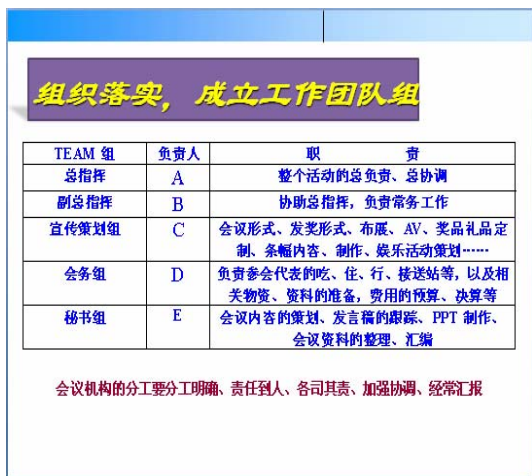 组织落实，成立工作团队组
TEAM 组 负责人 职 责
总指挥 A 整个活动的总负责、总协调
副总指挥 B 协助总指挥，负责常务工作
宣传策划组 C 会议形式、发奖形式、布展、AV、奖品礼品定
制、条幅内容、制作、娱乐活动策划……
会务组 D 负责参会代表的吃、住、行、接送站等，以及相
关物资、资料的准备，费用的预算、决算等
秘书组 E 会议内容的策划、发言稿的跟踪、PPT 制作、
会议资料的整理、汇编
会议机构的分工要分工明确、责任到人、各司其责、加强协调、经常汇报